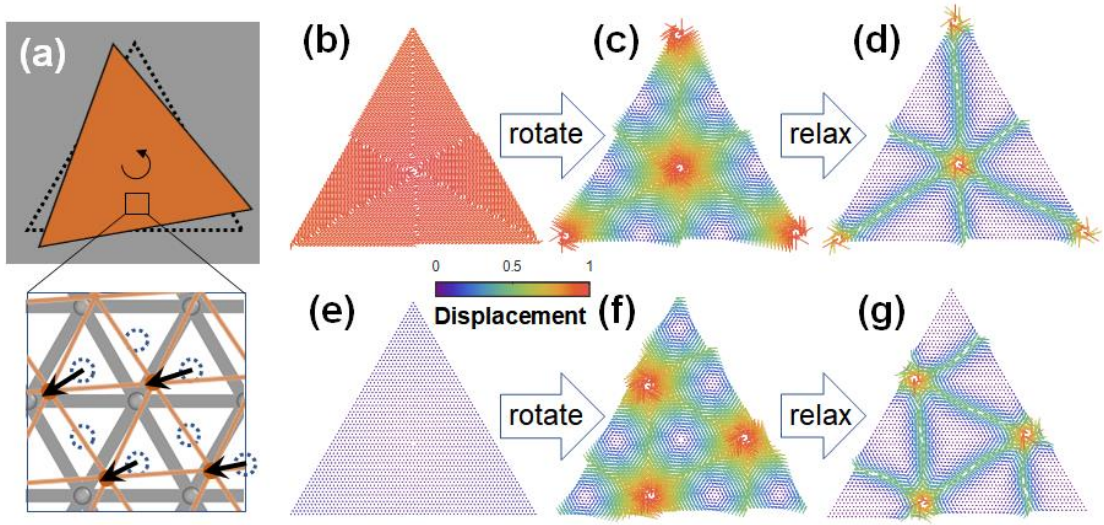 (a)
(b)
(c)
(d)
rotate
relax
0 0.5 1
Displacement
(e)
(f)
(g)
rotate
relax